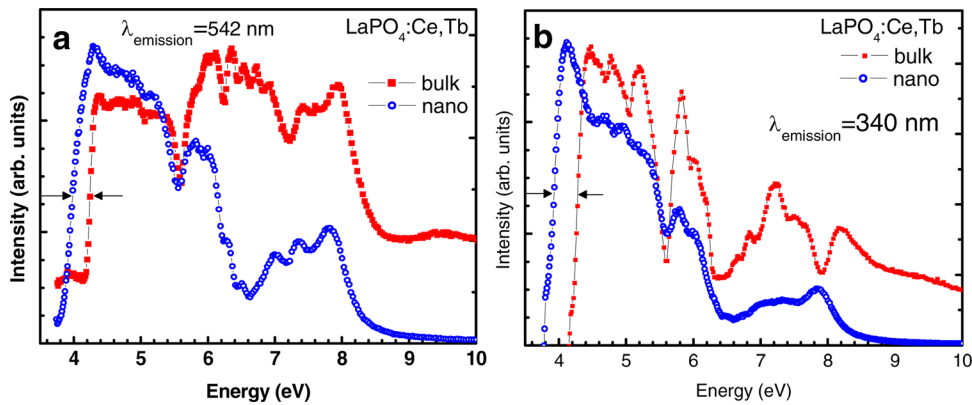 a
λemission=542 nm
LaPO4:Ce,Tb
bulk
nano
Intensity (arb. units)
4 5 6 7 8 9 10
Energy (eV)
b
LaPO4:Ce,Tb
bulk
nano
λemission=340 nm
Intensity (arb. units)
4 5 6 7 8 9 10
Energy (eV)